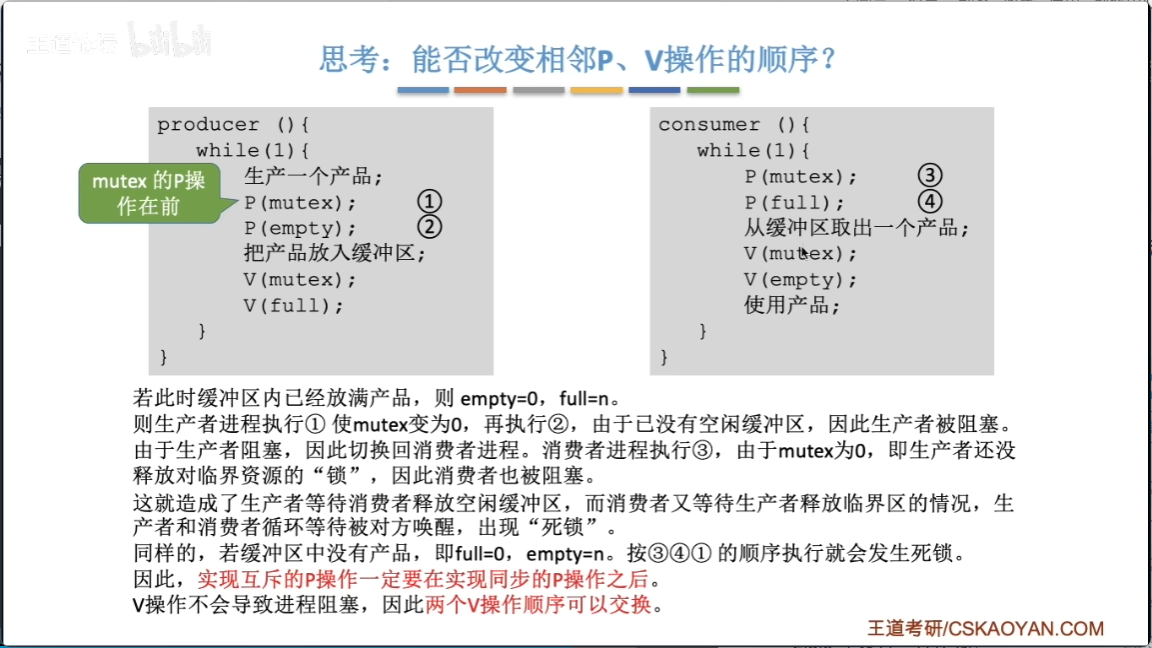 王道论坛 bilibili
思考：能否改变相邻P、V操作的顺序？
producer (){
while(1){
生产一个产品;
P(mutex); ①
P(empty); ②
把产品放入缓冲区;
V(mutex);
V(full);
}
}
mutex 的P操
作在前
consumer (){
while(1){
P(mutex); ③
P(full); ④
从缓冲区取出一个产品;
V(mutex);
V(empty);
使用产品;
}
}
若此时缓冲区内已经放满产品，则 empty=0，full=n。
则生产者进程执行① 使mutex变为0，再执行②，由于已没有空闲缓冲区，因此生产者被阻塞。
由于生产者阻塞，因此切换回消费者进程。消费者进程执行③，由于mutex为0，即生产者还没
释放对临界资源的“锁”，因此消费者也被阻塞。
这就造成了生产者等待消费者释放空闲缓冲区，而消费者又等待生产者释放临界区的情况，生
产者和消费者循环等待被对方唤醒，出现“死锁”。
同样的，若缓冲区中没有产品，即full=0，empty=n。按③④① 的顺序执行就会发生死锁。
因此，实现互斥的P操作一定要在实现同步的P操作之后。
V操作不会导致进程阻塞，因此两个V操作顺序可以交换。
王道考研/CSKAOYAN.COM